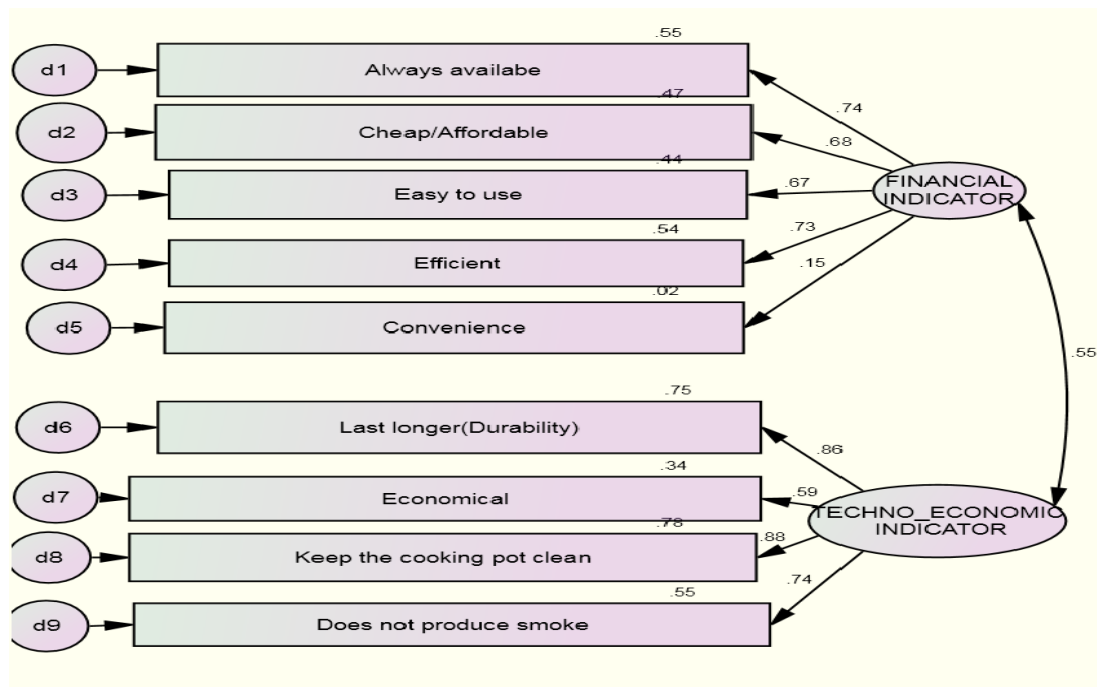 .55
d1
Always availabe
.47
.74
d2
Cheap/Affordable
.68
.44
d3
Easy to use
.67
FINANCIAL
INDICATOR
.54
.73
d4
Efficient
.15
.02
d5
Convenience
.55
.75
d6
Last longer(Durability)
.86
.34
d7
Economical
.59
TECHNO_ECONOMIC
INDICATOR
.78
.88
d8
Keep the cooking pot clean
.74
.55
d9
Does not produce smoke